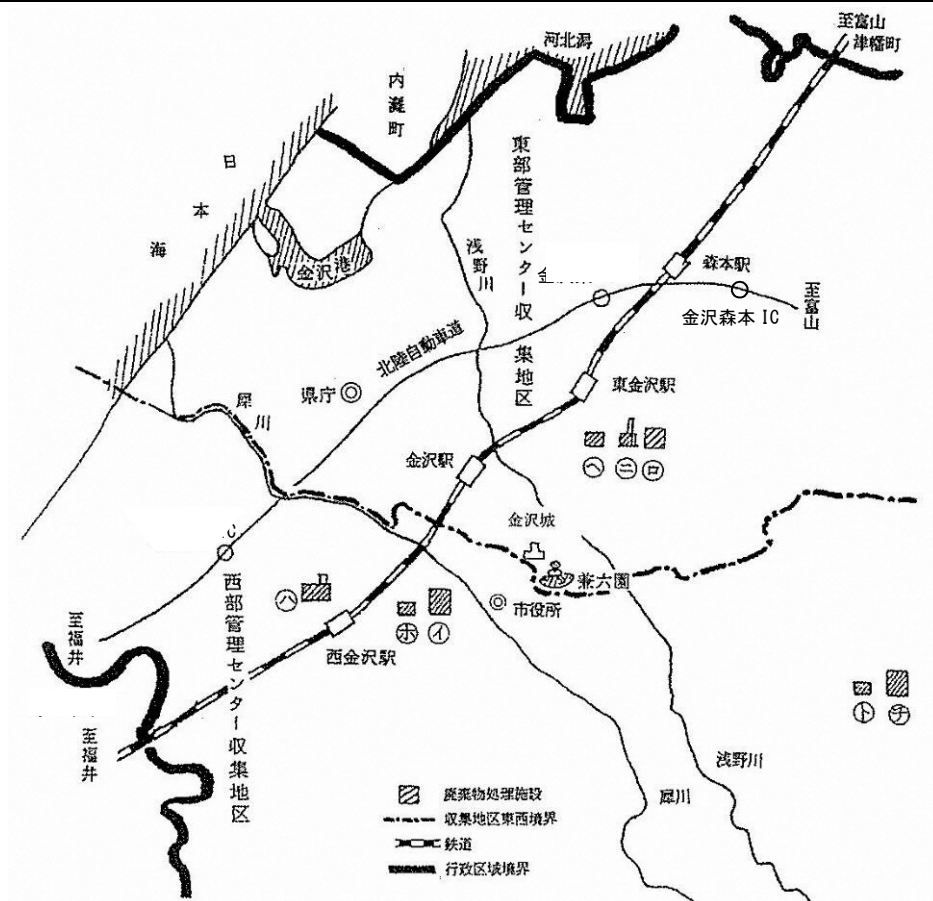 至富山
津幡町
河北潟
内灘町
日本海
東部管理センター収集地区
金沢港
浅野川
金
森本駅
至富山
金沢森本 IC
北陸自動車道
東金沢駅
県庁
犀川
金沢駅
ヘ
ニ
ロ
金沢城
兼六園
市役所
ハ
ホ
イ
西金沢駅
西部管理センター収集地区
至福井
至福井
ト
チ
浅野川
犀川
廃棄物処理施設
収集地区東西境界
鉄道
行政区域境界